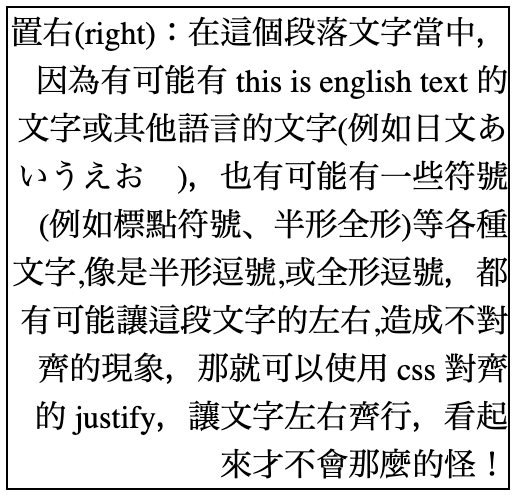 置右(right)：在這個段落文字當中，
因為有可能有 this is english text 的
文字或其他語言的文字(例如日文あ
いうえお　)，也有可能有一些符號
(例如標點符號、半形全形)等各種
文字,像是半形逗號,或全形逗號，都
有可能讓這段文字的左右,造成不對
齊的現象，那就可以使用 css 對齊
的 justify，讓文字左右齊行，看起
來才不會那麼的怪！